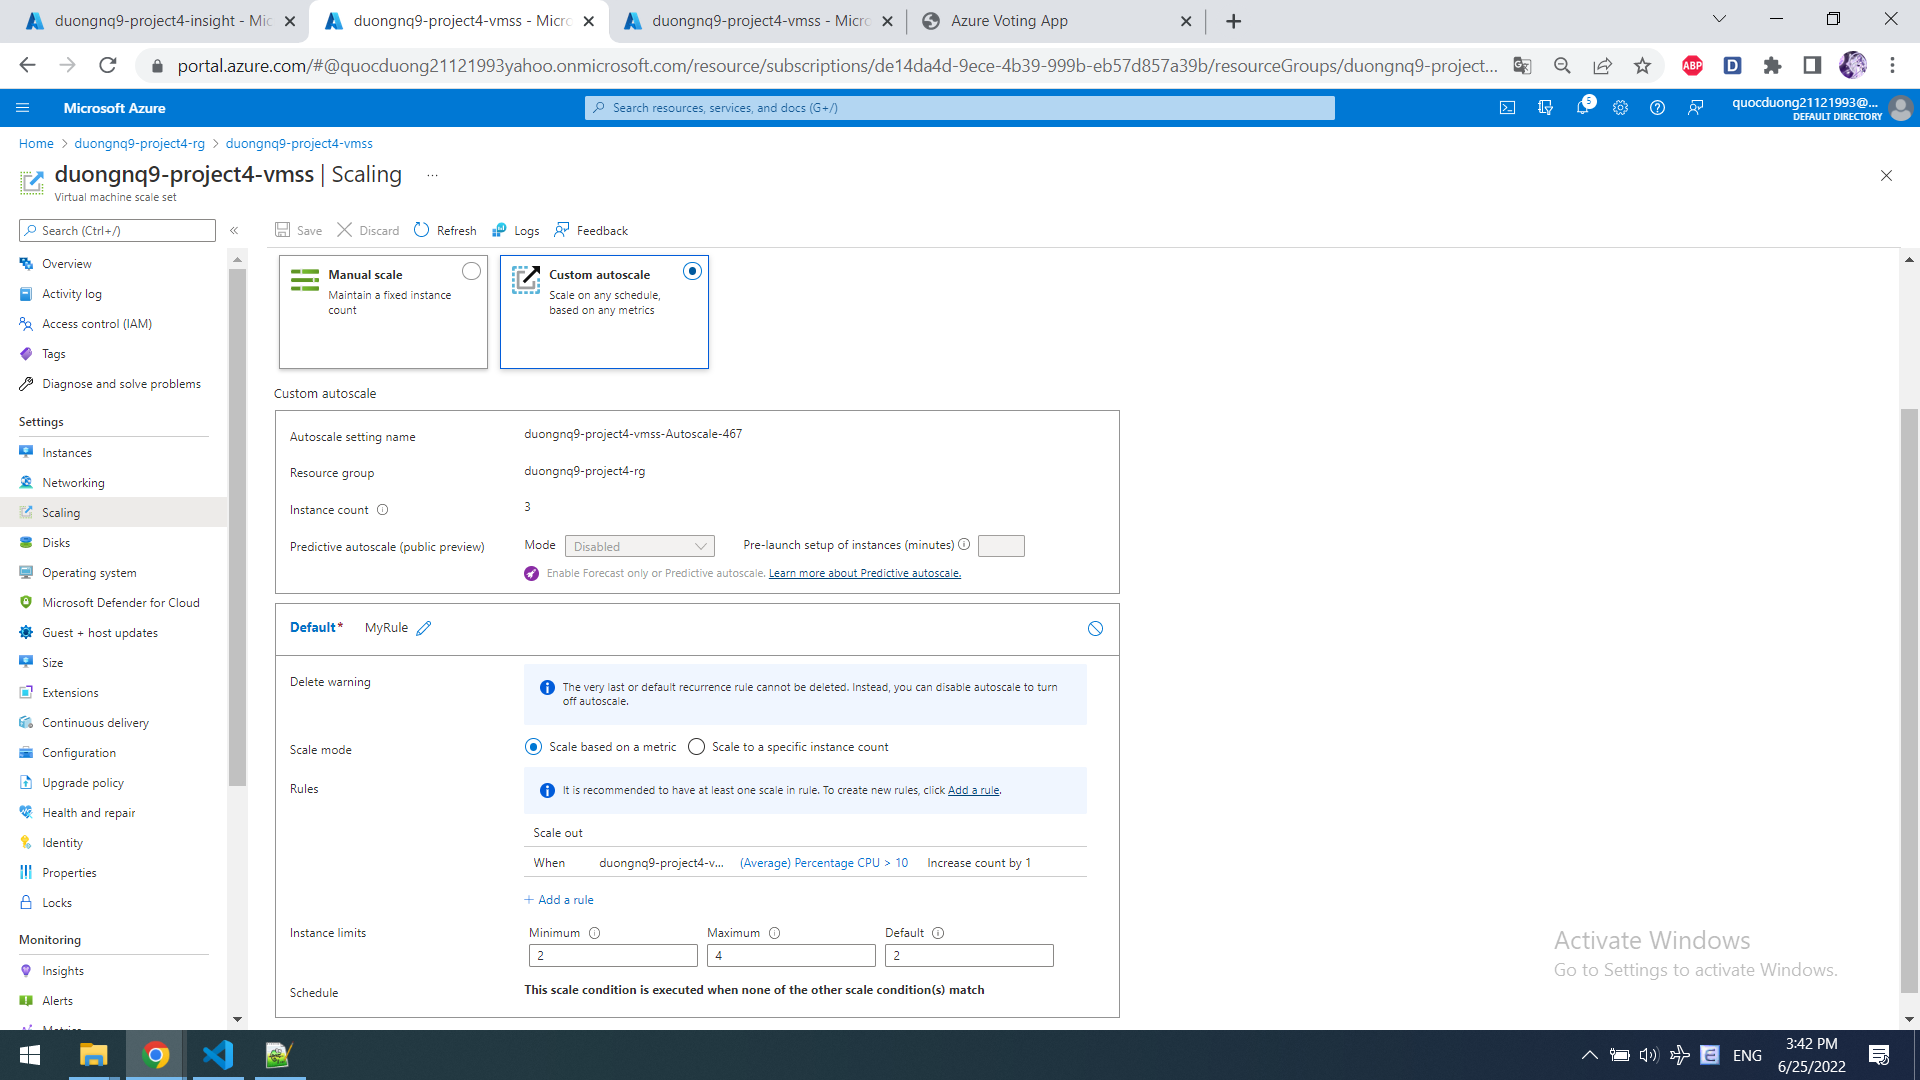 duongnq9-project4-insight - Mic
duongnq9-project4-vmss - Micro
duongnq9-project4-vmss - Micro
Azure Voting App
portal.azure.com/#@quocduong21121993yahoo.onmicrosoft.com/resource/subscriptions/de14da4d-9ece-4b39-999b-eb57d857a39b/resourceGroups/duongnq9-project...
ABP
D
Microsoft Azure
Search resources, services, and docs (G+/)
5
quocduong21121993@...
DEFAULT DIRECTORY
Home > duongnq9-project4-rg > duongnq9-project4-vmss
duongnq9-project4-vmss | Scaling ...
Virtual machine scale set
Search (Ctrl+/)
«
Save
Discard
Refresh
Logs
Feedback
Overview
Activity log
Access control (IAM)
Tags
Diagnose and solve problems
Settings
Instances
Networking
Scaling
Disks
Operating system
Microsoft Defender for Cloud
Guest + host updates
Size
Extensions
Continuous delivery
Configuration
Upgrade policy
Health and repair
Identity
Properties
Locks
Monitoring
Insights
Alerts
Metrics
Manual scale
Maintain a fixed instance
count
Custom autoscale
Scale on any schedule,
based on any metrics
Custom autoscale
Autoscale setting name duongnq9-project4-vmss-Autoscale-467
Resource group duongnq9-project4-rg
Instance count 3
Predictive autoscale (public preview) Mode Disabled Pre-launch setup of instances (minutes)
Enable Forecast only or Predictive autoscale. Learn more about Predictive autoscale.
Default* MyRule
Delete warning
The very last or default recurrence rule cannot be deleted. Instead, you can disable autoscale to turn
off autoscale.
Scale mode Scale based on a metric Scale to a specific instance count
Rules It is recommended to have at least one scale in rule. To create new rules, click Add a rule.
Scale out
When duongnq9-project4-v... (Average) Percentage CPU > 10 Increase count by 1
+ Add a rule
Instance limits Minimum Maximum Default
2 4 2
Schedule This scale condition is executed when none of the other scale condition(s) match
Activate Windows
Go to Settings to activate Windows.
ENG
3:42 PM
6/25/2022